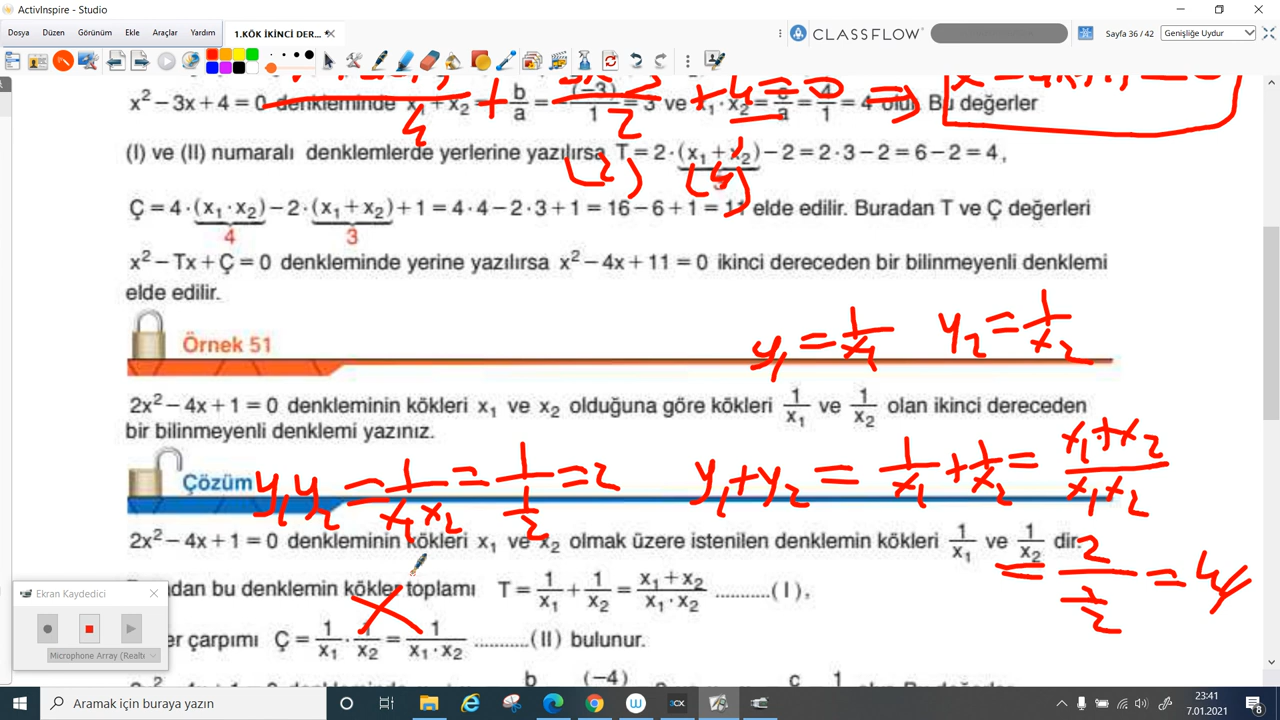 ActivInspire - Studio
Dosya Düzen Görünüm Ekle Araçlar Yardım
1.KÖK İKİNCİ DER...
CLASSFLOW
Sayfa 36 / 42
Genişliğe Uydur
x² − 3x + 4 = 0 denkleminde x₁ + x₂ = − b/a = − (−3)/1 = 3 ve x₁ · x₂ = c/a = 4/1 = 4 olur. Bu değerler
(I) ve (II) numaralı denklemlerde yerlerine yazılırsa T = 2 · (x₁ + x₂) − 2 = 2 · 3 − 2 = 6 − 2 = 4 ,
Ç = 4 · (x₁ · x₂) − 2 · (x₁ + x₂) + 1 = 4 · 4 − 2 · 3 + 1 = 16 − 6 + 1 = 11 elde edilir. Buradan T ve Ç değerleri
4 3
x² − Tx + Ç = 0 denkleminde yerine yazılırsa x² − 4x + 11 = 0 ikinci dereceden bir bilinmeyenli denklemi
elde edilir.
y₁ = 1/x₁ y₂ = 1/x₂
Örnek 51
2x² − 4x + 1 = 0 denkleminin kökleri x₁ ve x₂ olduğuna göre kökleri 1/x₁ ve 1/x₂ olan ikinci dereceden
bir bilinmeyenli denklemi yazınız.
Çözüm
y₁y₂ = 1/(x₁x₂) = 1/(1/2) = 2
y₁ + y₂ = 1/x₁ + 1/x₂ = (x₁ + x₂)/(x₁x₂)
= 2/(1/2) = 4
2x² − 4x + 1 = 0 denkleminin kökleri x₁ ve x₂ olmak üzere istenilen denklemin kökleri 1/x₁ ve 1/x₂ dir.
bu denklemin kökler toplamı T = 1/x₁ + 1/x₂ = (x₁ + x₂)/(x₁ · x₂) ..........(I),
çarpımı Ç = 1/x₁ · 1/x₂ = 1/(x₁ · x₂) ..........(II) bulunur.
x
Ekran Kaydedici
Microphone Array (Realte
Aramak için buraya yazın
23:41
7.01.2021
8